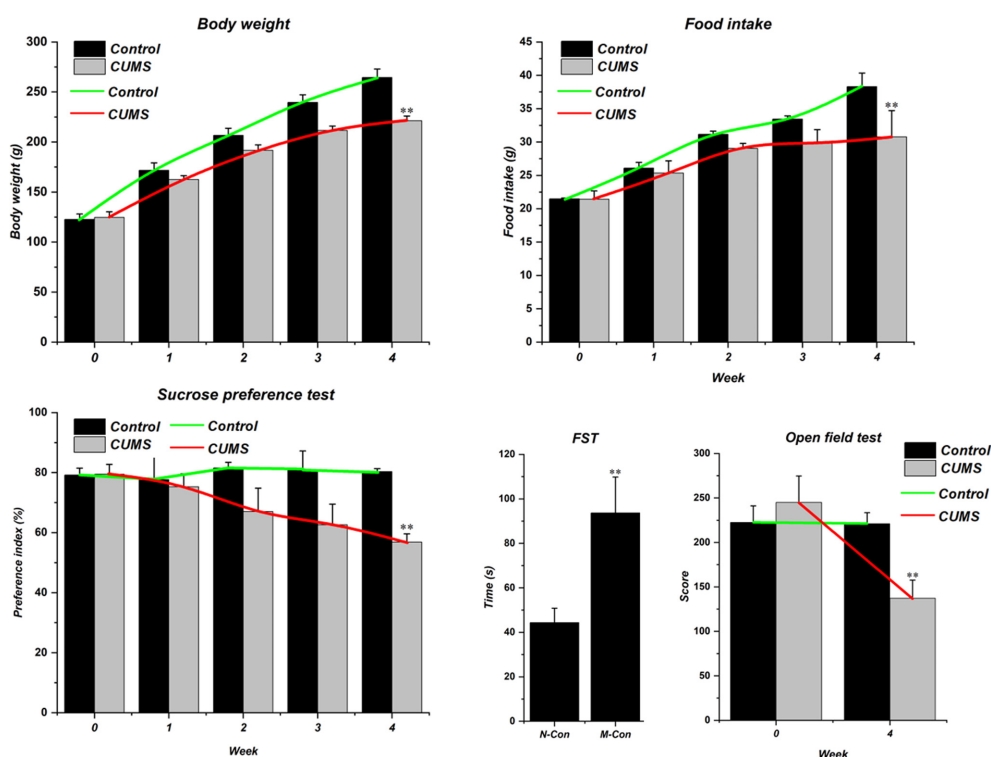 Body weight
Control
CUMS
Control
CUMS
300
250
200
150
100
50
0
Body weight (g)
**
0 1 2 3 4
Food intake
Control
CUMS
Control
CUMS
45
40
35
30
25
20
15
10
5
0
Food intake (g)
**
0 1 2 3 4
Week
Sucrose preference test
Control
CUMS
Control
CUMS
100
80
60
40
20
0
Preference index (%)
**
0 1 2 3 4
Week
FST
120
100
80
60
40
20
0
Time (s)
**
N-Con M-Con
Open field test
Control
CUMS
Control
CUMS
300
250
200
150
100
50
0
Score
**
0 4
Week